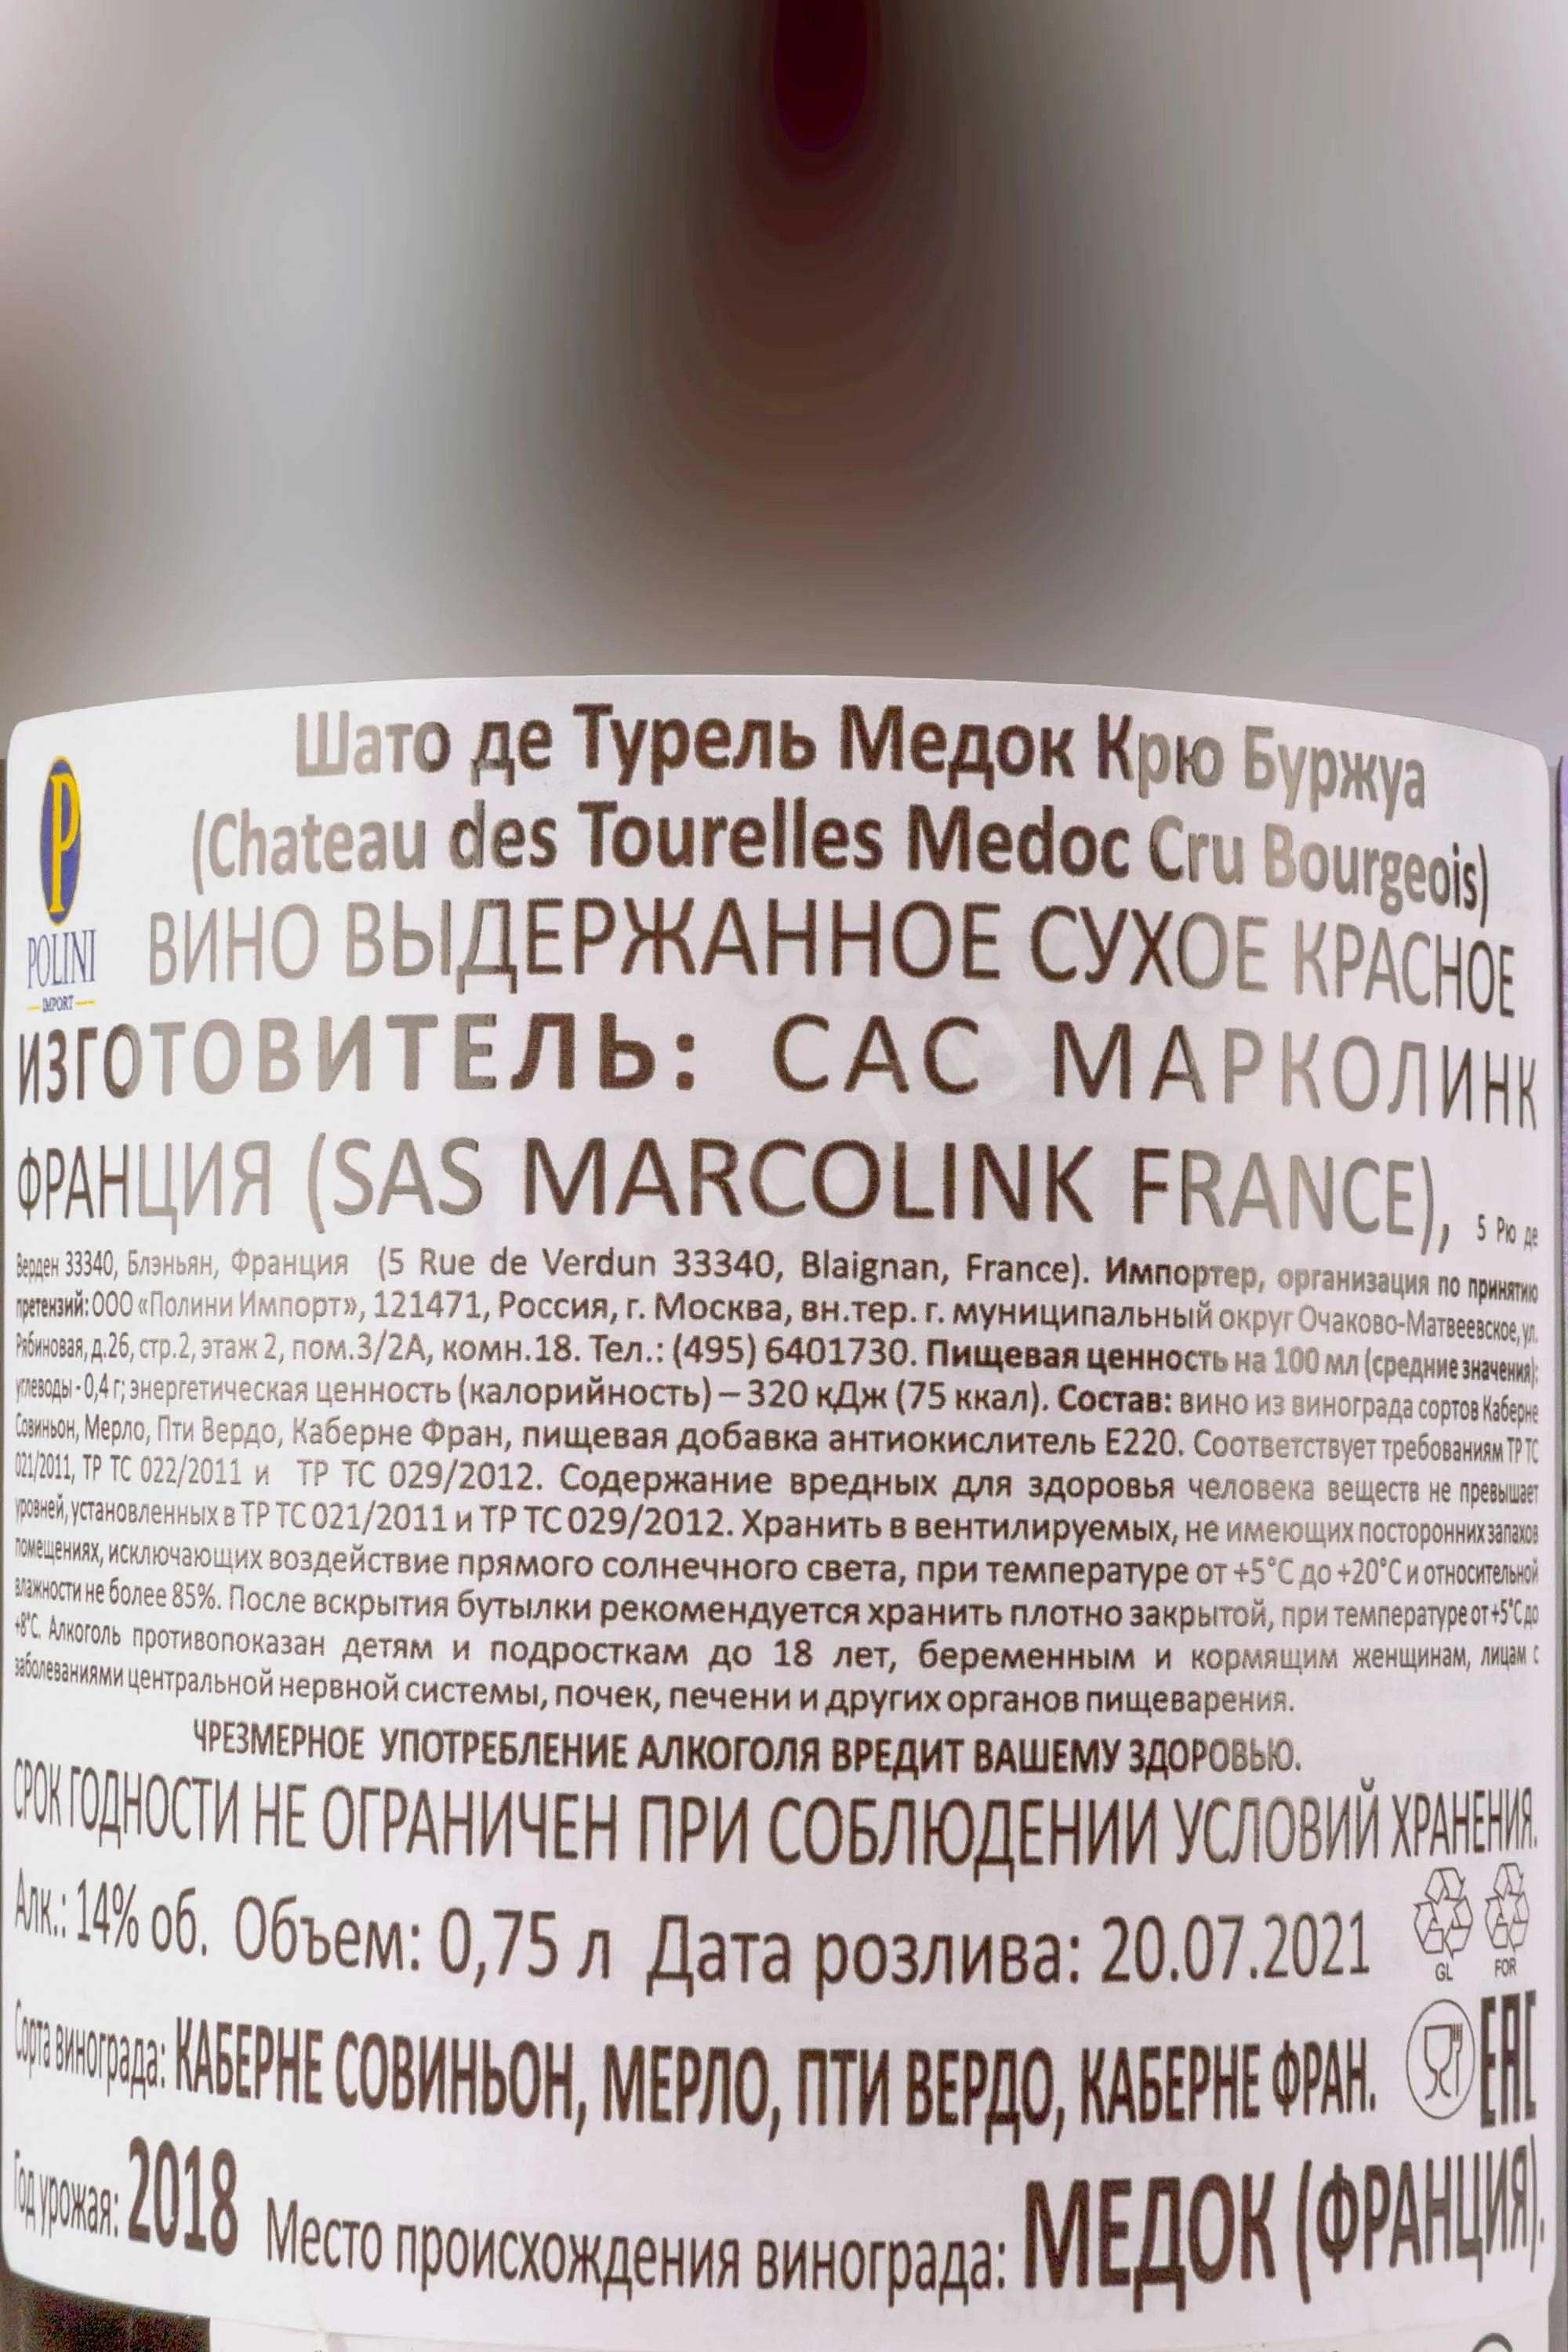 Шато де Турель Медок Крю Буржуа
(Chateau des Tourelles Medoc Cru Bourgeois)
P
POLINI
IMPORT
ВИНО ВЫДЕРЖАННОЕ СУХОЕ КРАСНОЕ
ИЗГОТОВИТЕЛЬ: САС МАРКОЛИНК
ФРАНЦИЯ (SAS MARCOLINK FRANCE), 5 Рю де
Верден 33340, Блэньян, Франция (5 Rue de Verdun 33340, Blaignan, France). Импортер, организация по принятию
претензий: ООО «Полини Импорт», 121471, Россия, г. Москва, вн.тер. г. муниципальный округ Очаково-Матвеевское, ул.
Рябиновая, д.26, стр.2, этаж 2, пом.3/2А, комн.18. Тел.: (495) 6401730. Пищевая ценность на 100 мл (средние значения):
углеводы - 0,4 г; энергетическая ценность (калорийность) – 320 кДж (75 ккал). Состав: вино из винограда сортов Каберне
Совиньон, Мерло, Пти Вердо, Каберне Фран, пищевая добавка антиокислитель Е220. Соответствует требованиям ТР ТС
021/2011, ТР ТС 022/2011 и ТР ТС 029/2012. Содержание вредных для здоровья человека веществ не превышает
уровней, установленных в ТР ТС 021/2011 и ТР ТС 029/2012. Хранить в вентилируемых, не имеющих посторонних запахов
помещениях, исключающих воздействие прямого солнечного света, при температуре от +5°С до +20°С и относительной
влажности не более 85%. После вскрытия бутылки рекомендуется хранить плотно закрытой, при температуре от +5°С до
+8°С. Алкоголь противопоказан детям и подросткам до 18 лет, беременным и кормящим женщинам, лицам с
заболеваниями центральной нервной системы, почек, печени и других органов пищеварения.
ЧРЕЗМЕРНОЕ УПОТРЕБЛЕНИЕ АЛКОГОЛЯ ВРЕДИТ ВАШЕМУ ЗДОРОВЬЮ.
СРОК ГОДНОСТИ НЕ ОГРАНИЧЕН ПРИ СОБЛЮДЕНИИ УСЛОВИЙ ХРАНЕНИЯ.
Алк.: 14% об. Объем: 0,75 л Дата розлива: 20.07.2021
GL FOR
Сорта винограда: КАБЕРНЕ СОВИНЬОН, МЕРЛО, ПТИ ВЕРДО, КАБЕРНЕ ФРАН.
ЕАС
Год урожая: 2018 Место происхождения винограда: МЕДОК (ФРАНЦИЯ).